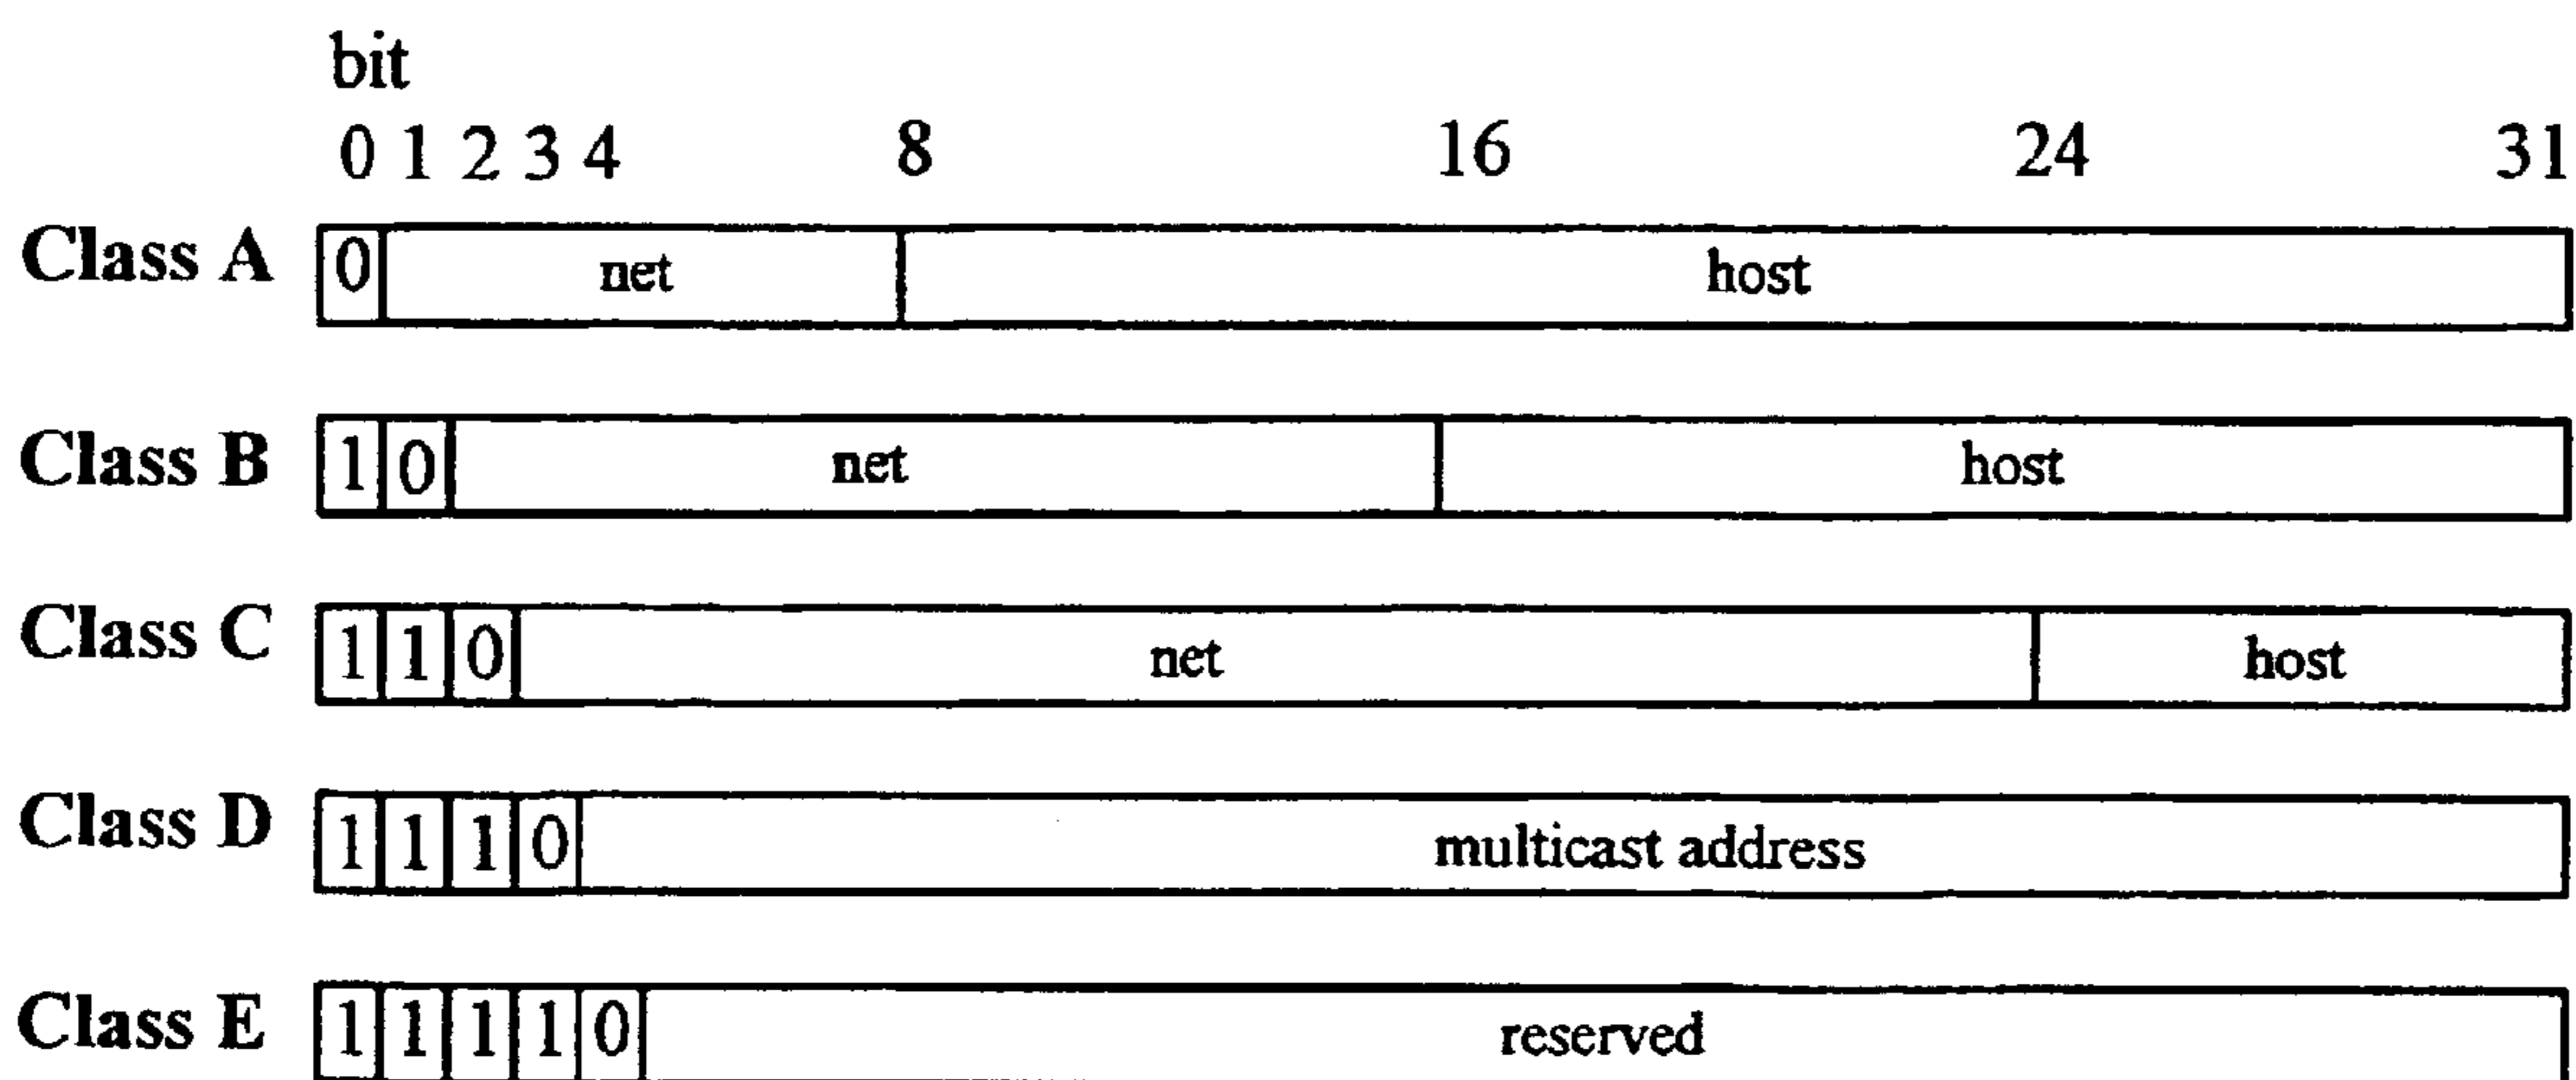 bit
0 1 2 3 4 8 16 24 31
Class A 0 net host
Class B 1 0 net host
Class C 1 1 0 net host
Class D 1 1 1 0 multicast address
Class E 1 1 1 1 0 reserved